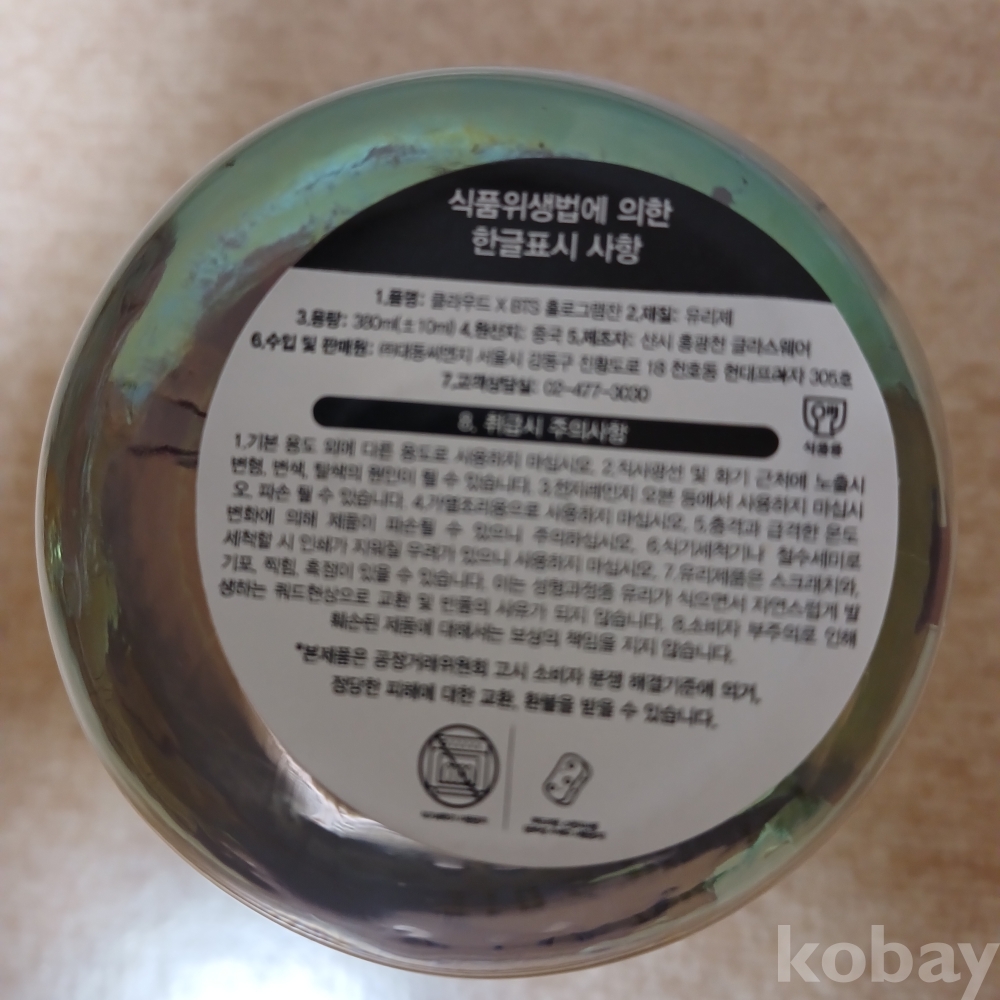 식품위생법에 의한
한글표시 사항
1.품명: 클라우드 X BTS 홀로그램잔 2.재질: 유리제
3.용량: 380ml(±10ml) 4.원산지: 중국 5.제조자: 산시 홍광천 글라스웨어
6.수입 및 판매원: ㈜대동씨엔지 서울시 강동구 진황도로 18 천호동 현대프라자 305호
7.고객상담실: 02-477-3030
식품용
8. 취급시 주의사항
1.기본 용도 외에 다른 용도로 사용하지 마십시오. 2.직사광선 및 화기 근처에 노출시
변형, 변색, 탈색의 원인이 될 수 있습니다. 3.전자레인지 오븐 등에서 사용하지 마십시
오. 파손 될 수 있습니다. 4.가열조리용으로 사용하지 마십시오. 5.충격과 급격한 온도
변화에 의해 제품이 파손될 수 있으니 주의하십시오. 6.식기세척기나 철수세미로
세척할 시 인쇄가 지워질 우려가 있으니 사용하지 마십시오. 7.유리제품은 스크래치와,
기포, 찍힘, 흑점이 있을 수 있습니다. 이는 성형과정중 유리가 식으면서 자연스럽게 발
생하는 쿼드현상으로 교환 및 반품의 사유가 되지 않습니다. 8.소비자 부주의로 인해
훼손된 제품에 대해서는 보상의 책임을 지지 않습니다.
*본제품은 공정거래위원회 고시 소비자 분쟁 해결기준에 의거,
정당한 피해에 대한 교환, 환불을 받을 수 있습니다.
kobay